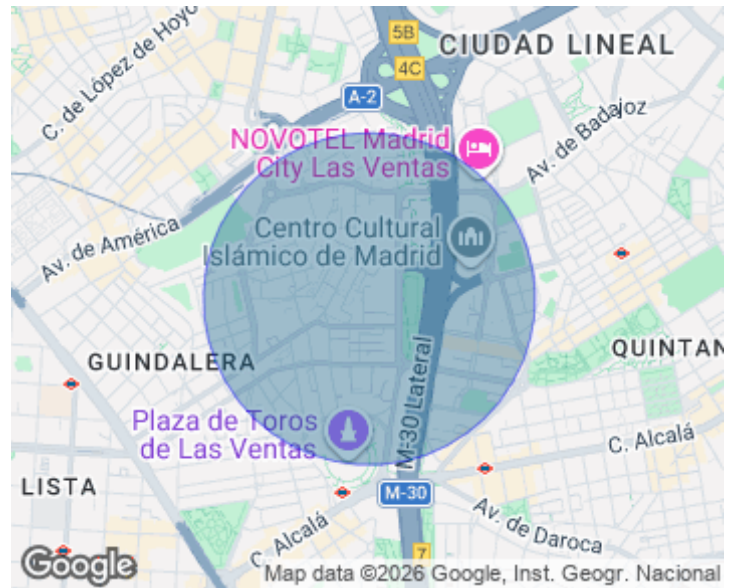 5B
CIUDAD LINEAL
C. de López de Hoyo
4C
A-2
NOVOTEL Madrid
City Las Ventas
Av. de Badajoz
Centro Cultural
Islámico de Madrid
Av. de América
GUINDALERA
QUINTAN
M-30 Lateral
Plaza de Toros
de Las Ventas
C. Alcalá
LISTA
M-30
Av. de Daroca
C. Alcalá
7
Google
Map data ©2026 Google, Inst. Geogr. Nacional